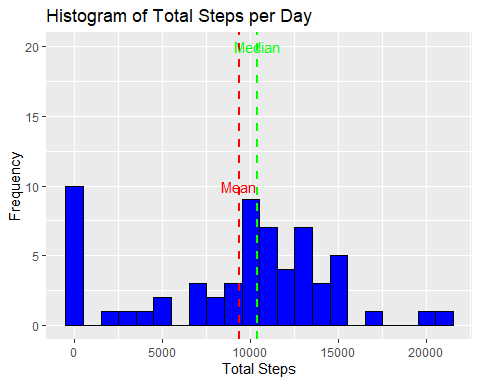 Histogram of Total Steps per Day
Frequency
20
15
10
5
0
Median
Mean
0 5000 10000 15000 20000
Total Steps